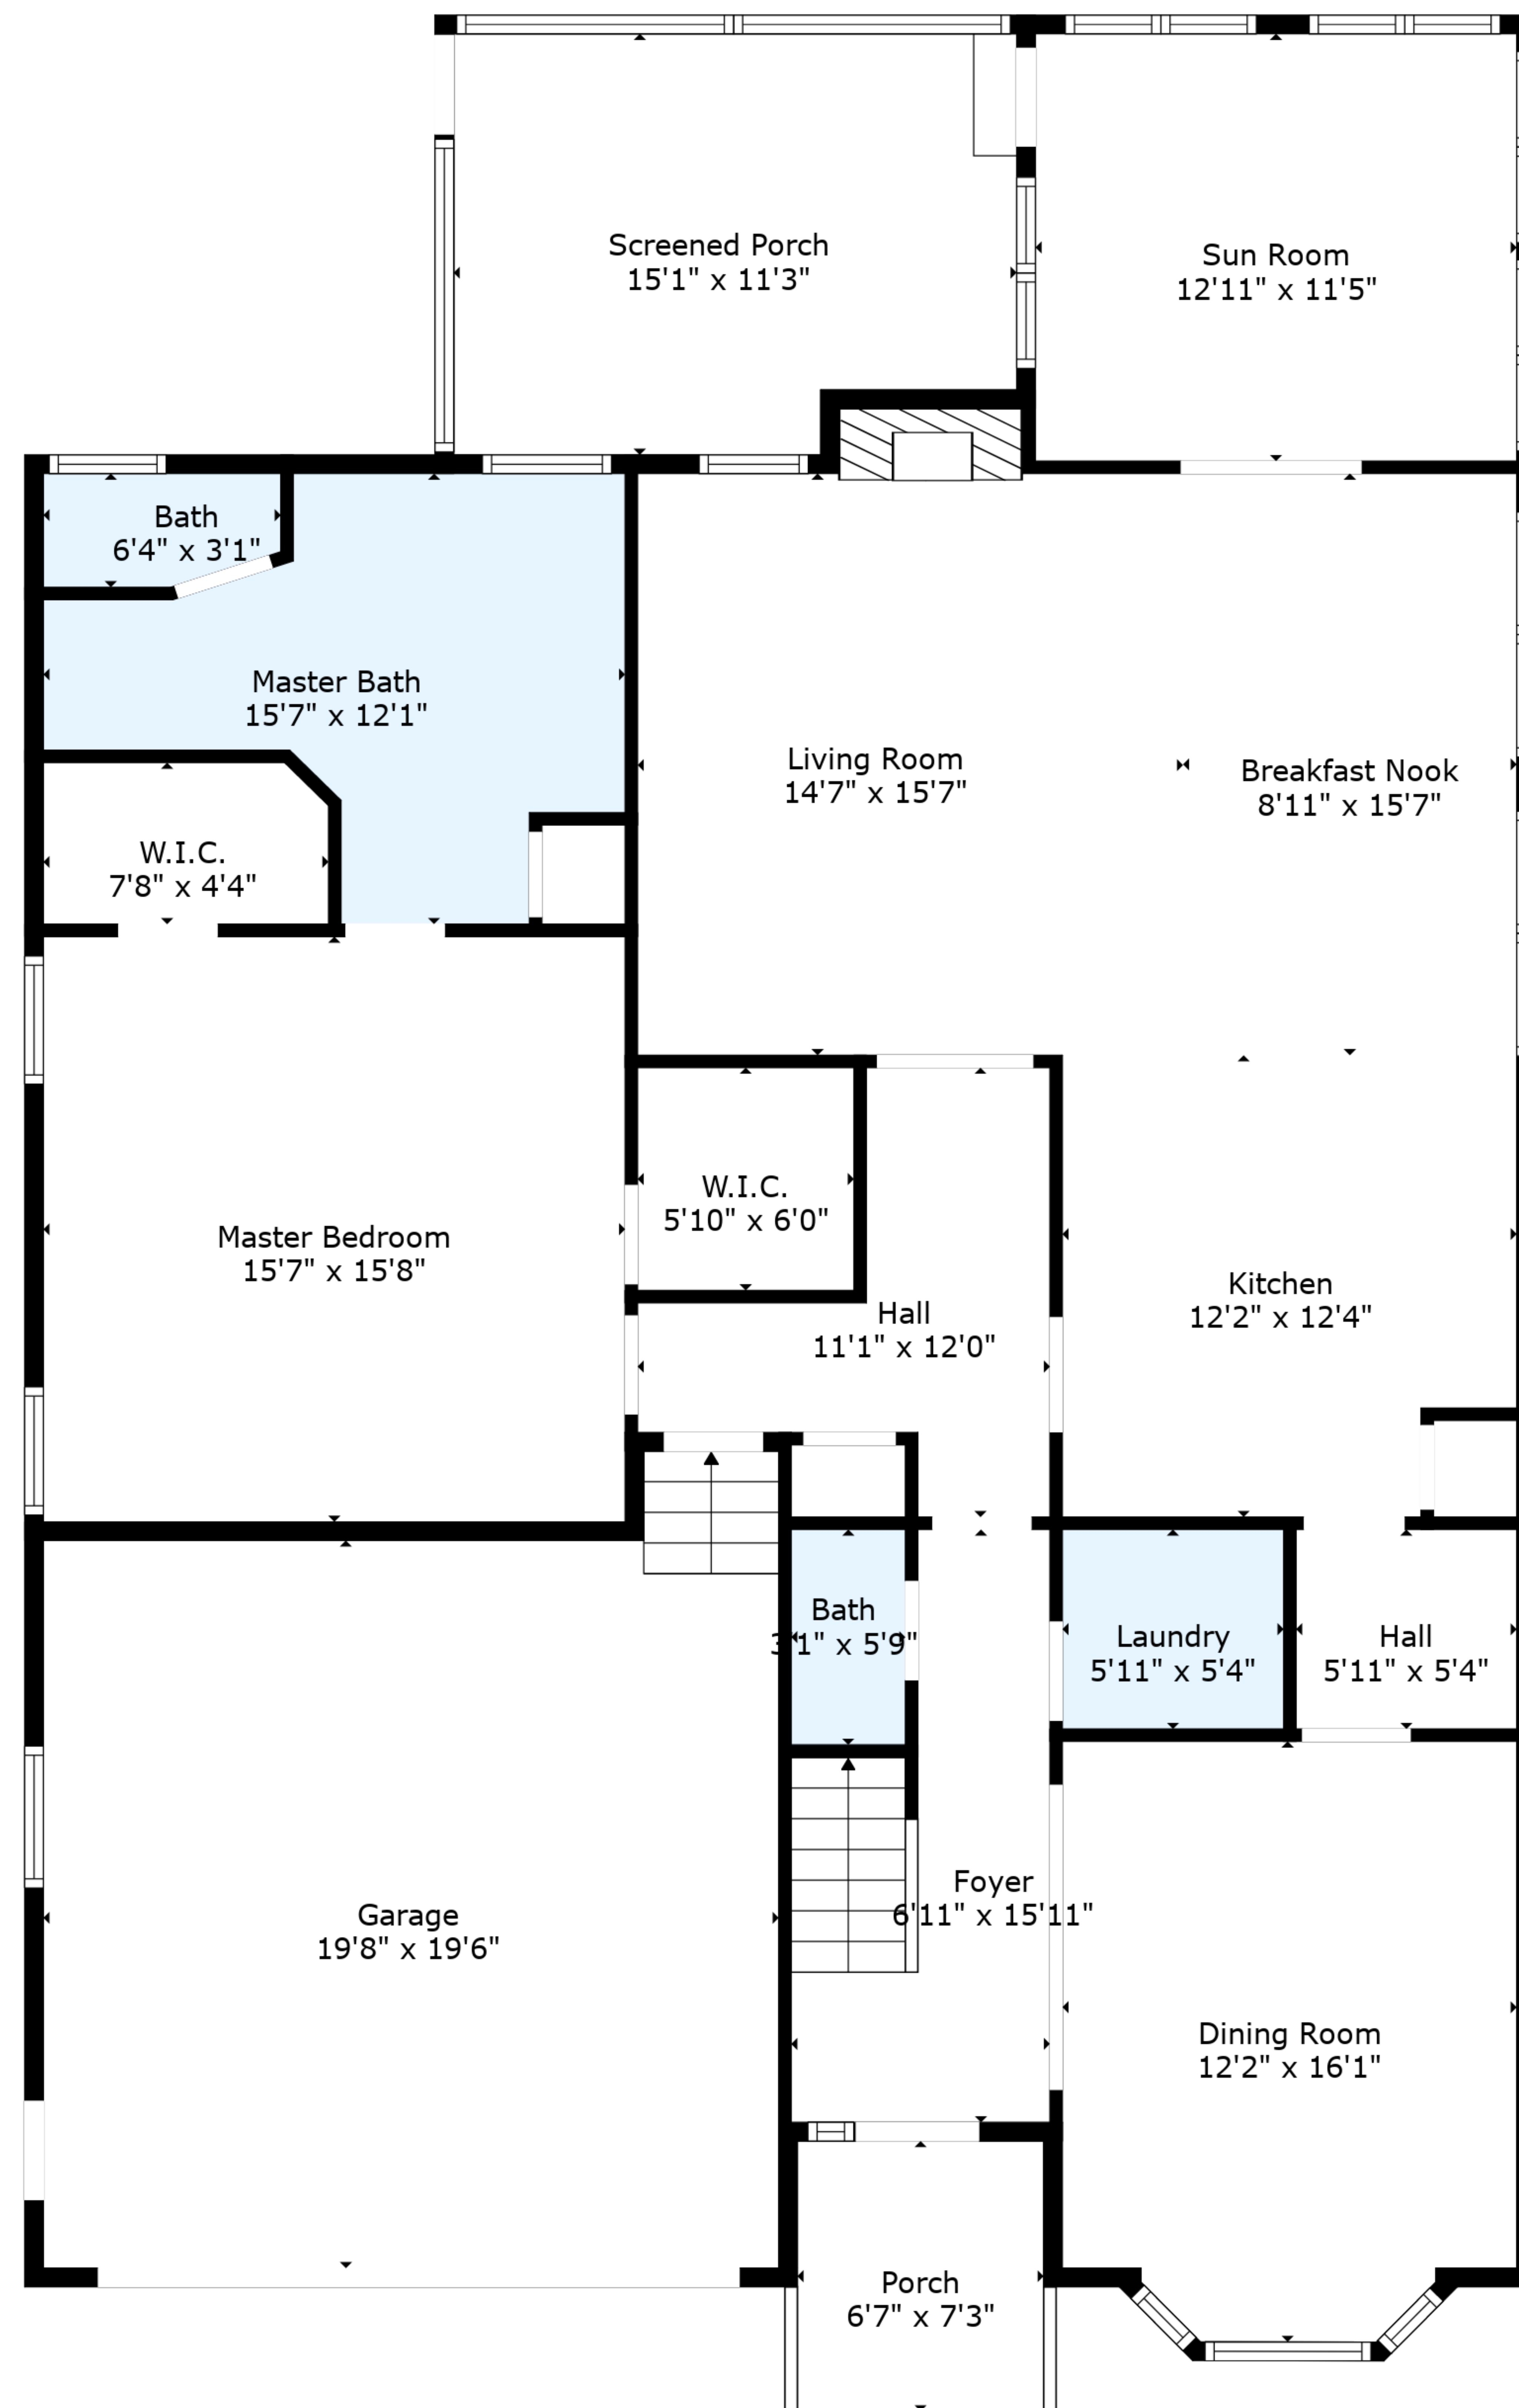 Screened Porch
15'1" x 11'3"
Sun Room
12'11" x 11'5"
Bath
6'4" x 3'1"
Master Bath
15'7" x 12'1"
Living Room
14'7" x 15'7"
Breakfast Nook
8'11" x 15'7"
W.I.C.
7'8" x 4'4"
W.I.C.
5'10" x 6'0"
Master Bedroom
15'7" x 15'8"
Hall
11'1" x 12'0"
Kitchen
12'2" x 12'4"
Bath
3'1" x 5'9"
Laundry
5'11" x 5'4"
Hall
5'11" x 5'4"
Foyer
6'11" x 15'11"
Garage
19'8" x 19'6"
Dining Room
12'2" x 16'1"
Porch
6'7" x 7'3"